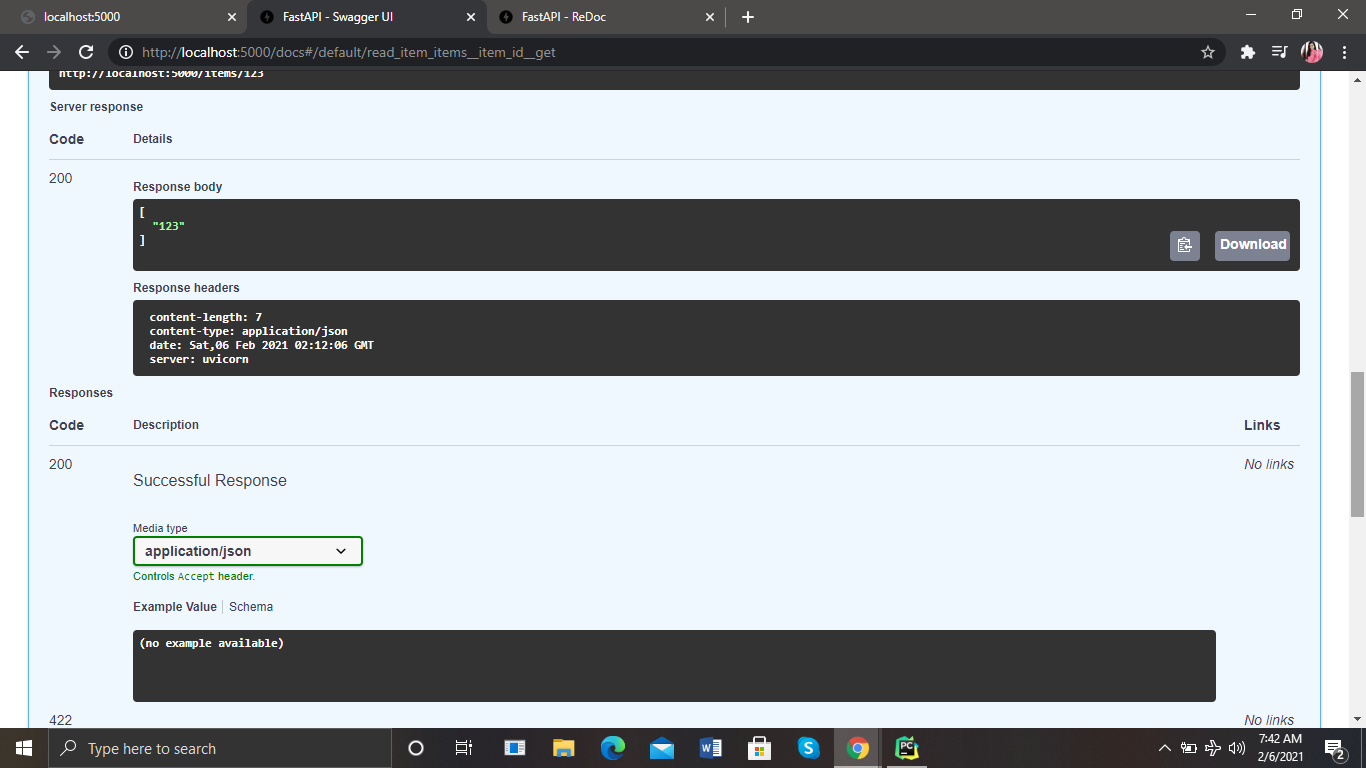 localhost:5000
FastAPI - Swagger UI
FastAPI - ReDoc
http://localhost:5000/docs#/default/read_item_items__item_id__get
http://localhost:5000/items/123
Server response
Code Details
200
Response body
[
"123"
]
Download
Response headers
content-length: 7
content-type: application/json
date: Sat,06 Feb 2021 02:12:06 GMT
server: uvicorn
Responses
Code Description Links
200 No links
Successful Response
Media type
application/json
Controls Accept header.
Example Value Schema
(no example available)
422 No links
Type here to search
7:42 AM
2/6/2021
2